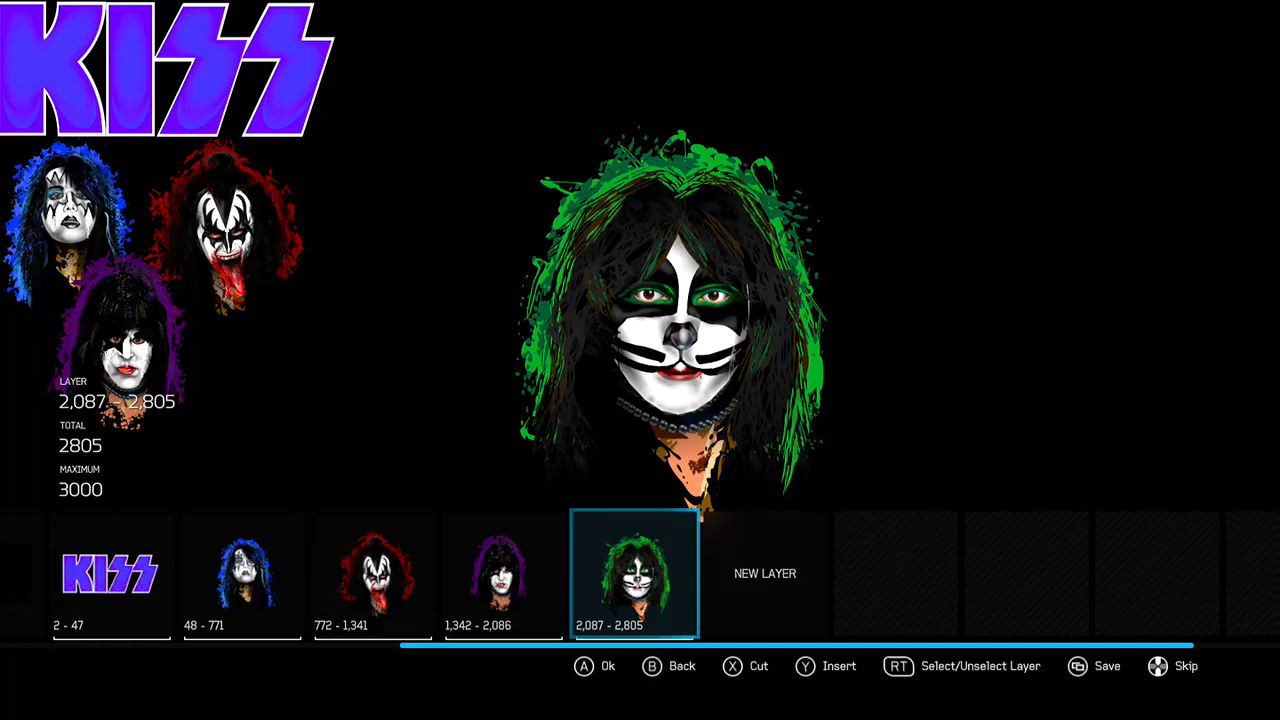 KISS
LAYER
2,087 - 2,805
TOTAL
2805
MAXIMUM
3000
KISS
NEW LAYER
2 - 47
48 - 771
772 - 1,341
1,342 - 2,086
2,087 - 2,805
A Ok
B Back
X Cut
Y Insert
RT Select/Unselect Layer
Save
Skip